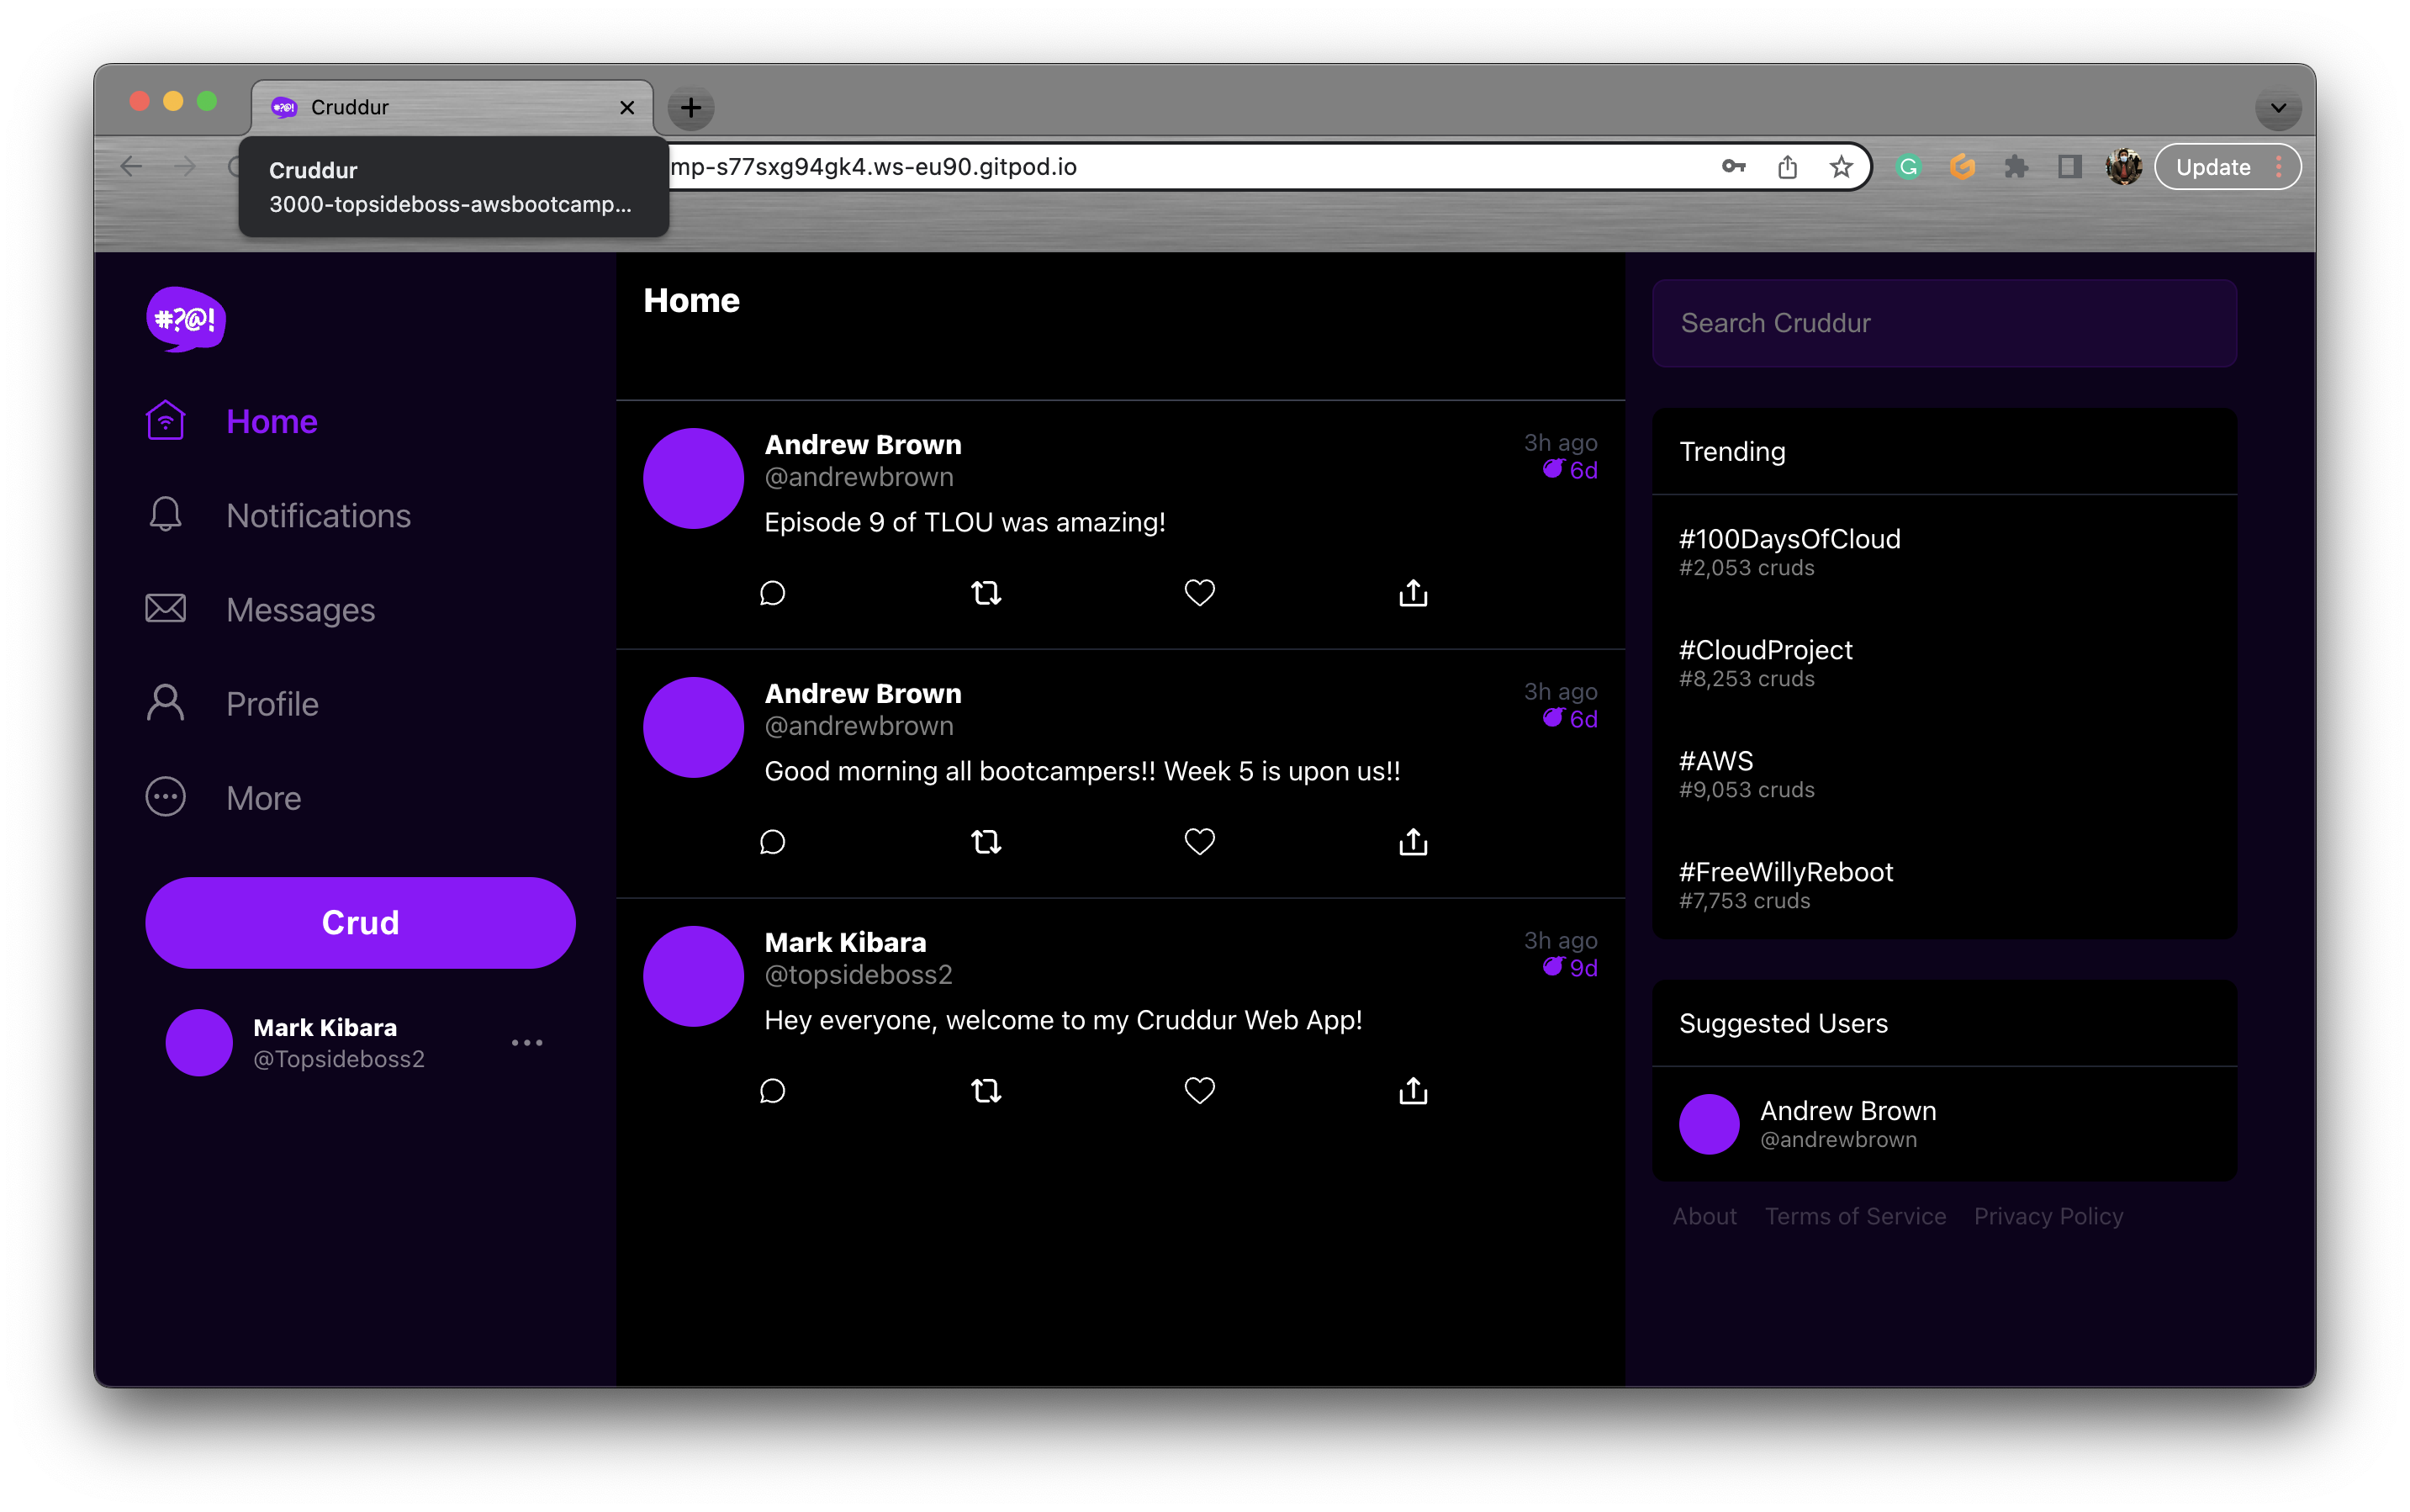 Cruddur
Cruddur
3000-topsideboss-awsbootcamp...
mp-s77sxg94gk4.ws-eu90.gitpod.io
Update
#?@!
Home
Notifications
Messages
Profile
More
Crud
Mark Kibara
@Topsideboss2
Home
Andrew Brown
@andrewbrown
3h ago
6d
Episode 9 of TLOU was amazing!
Andrew Brown
@andrewbrown
3h ago
6d
Good morning all bootcampers!! Week 5 is upon us!!
Mark Kibara
@topsideboss2
3h ago
9d
Hey everyone, welcome to my Cruddur Web App!
Search Cruddur
Trending
#100DaysOfCloud
#2,053 cruds
#CloudProject
#8,253 cruds
#AWS
#9,053 cruds
#FreeWillyReboot
#7,753 cruds
Suggested Users
Andrew Brown
@andrewbrown
About Terms of Service Privacy Policy